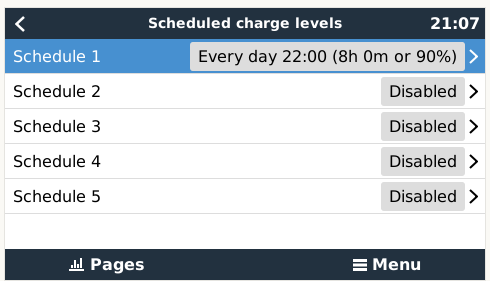 Scheduled charge levels 21:07
Schedule 1 Every day 22:00 (8h 0m or 90%)
Schedule 2 Disabled
Schedule 3 Disabled
Schedule 4 Disabled
Schedule 5 Disabled
Pages Menu